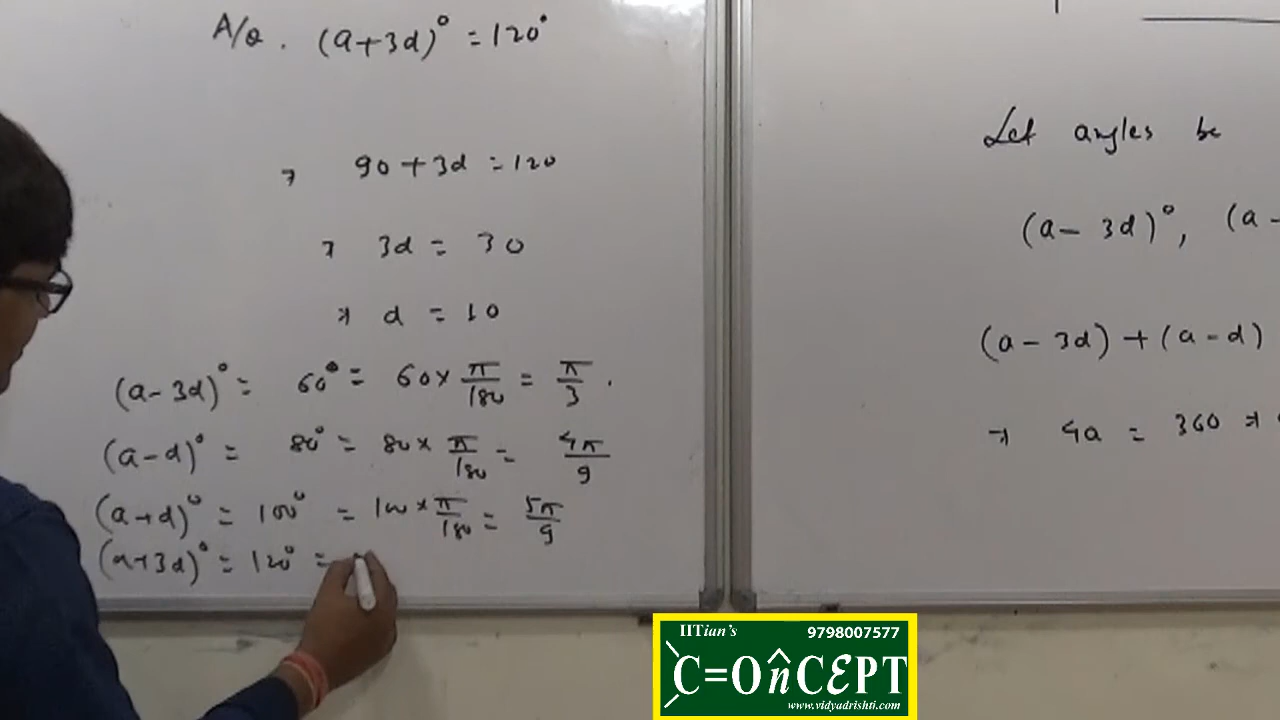 A/Q. (a+3d)° = 120°
⇒ 90 + 3d = 120
⇒ 3d = 30
⇒ d = 10
(a-3d)° = 60° = 60 × π/180 = π/3 .
(a-d)° = 80° = 80 × π/180 = 4π/9
(a+d)° = 100° = 100 × π/180 = 5π/9
(a+3d)° = 120° =
Let angles be
(a-3d)°, (a-
(a-3d) + (a-d)
⇒ 4a = 360 ⇒
IITian's 9798007577
C=OnCEPT
www.vidyadrishti.com